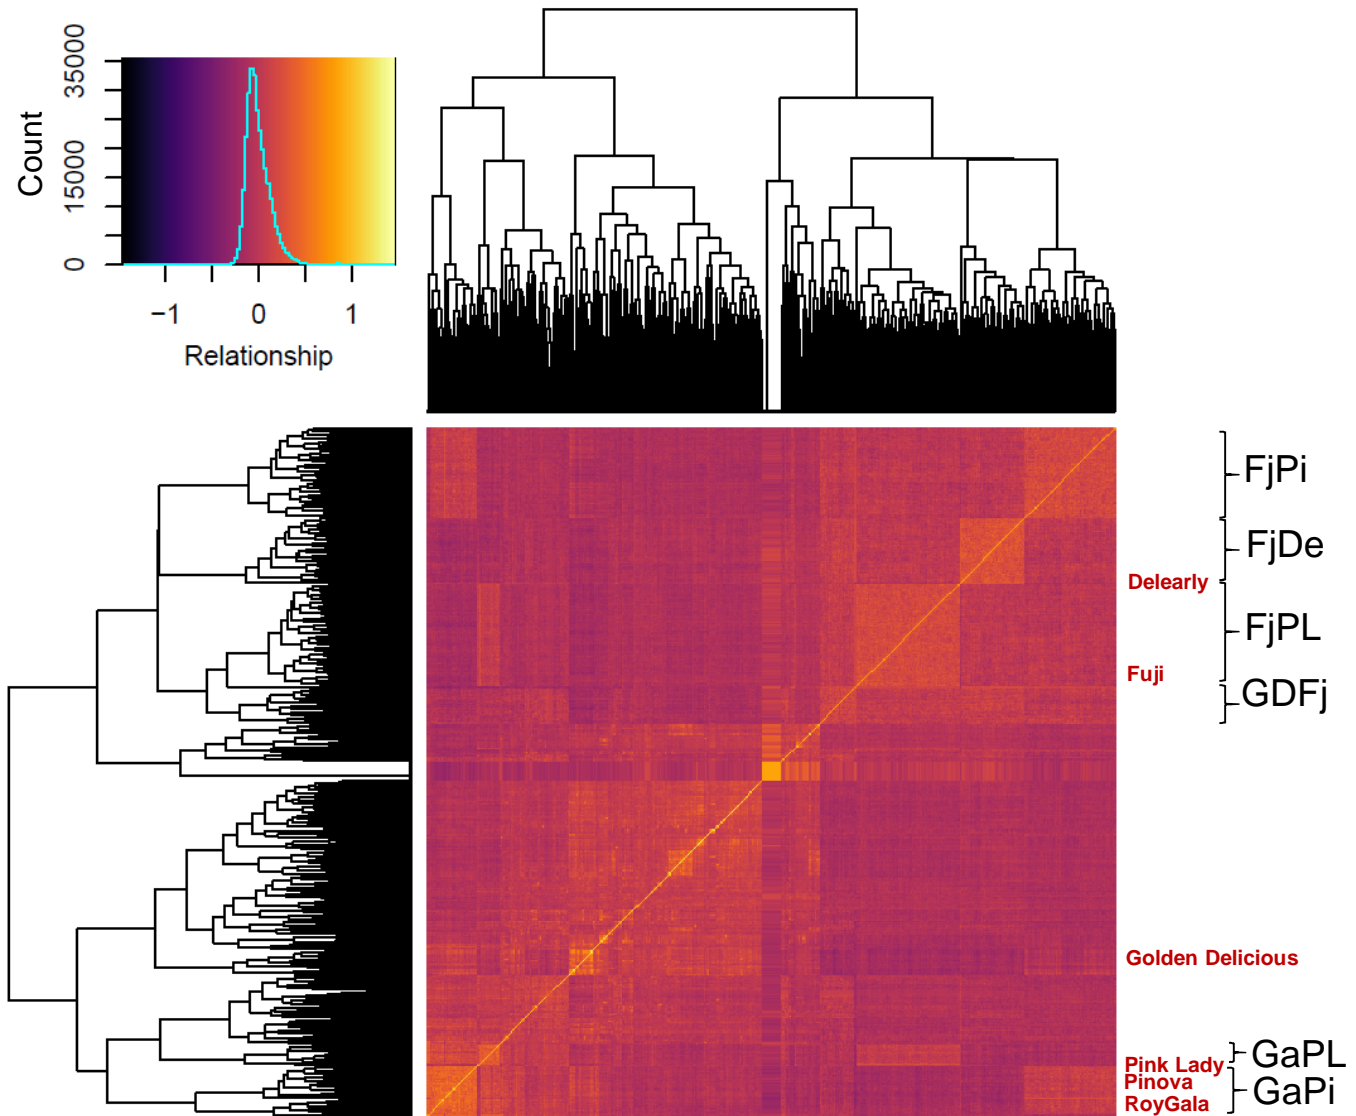 35000
15000
0
Count
−1 0 1
Relationship
FjPi
FjDe
Delearly
FjPL
Fuji
GDFj
Golden Delicious
GaPL
Pink Lady
Pinova
GaPi
RoyGala